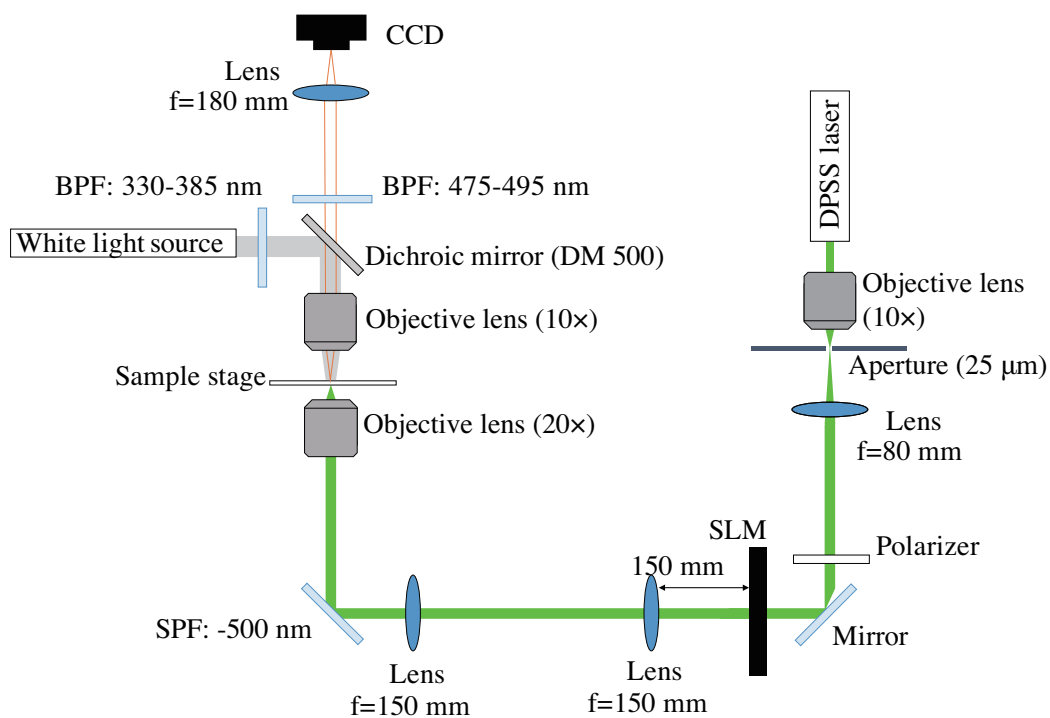 CCD
Lens
f=180 mm
BPF: 330-385 nm
BPF: 475-495 nm
White light source
Dichroic mirror (DM 500)
Objective lens (10×)
Sample stage
Objective lens (20×)
SPF: -500 nm
Lens
f=150 mm
Lens
f=150 mm
150 mm
SLM
DPSS laser
Objective lens
(10×)
Aperture (25 μm)
Lens
f=80 mm
Polarizer
Mirror